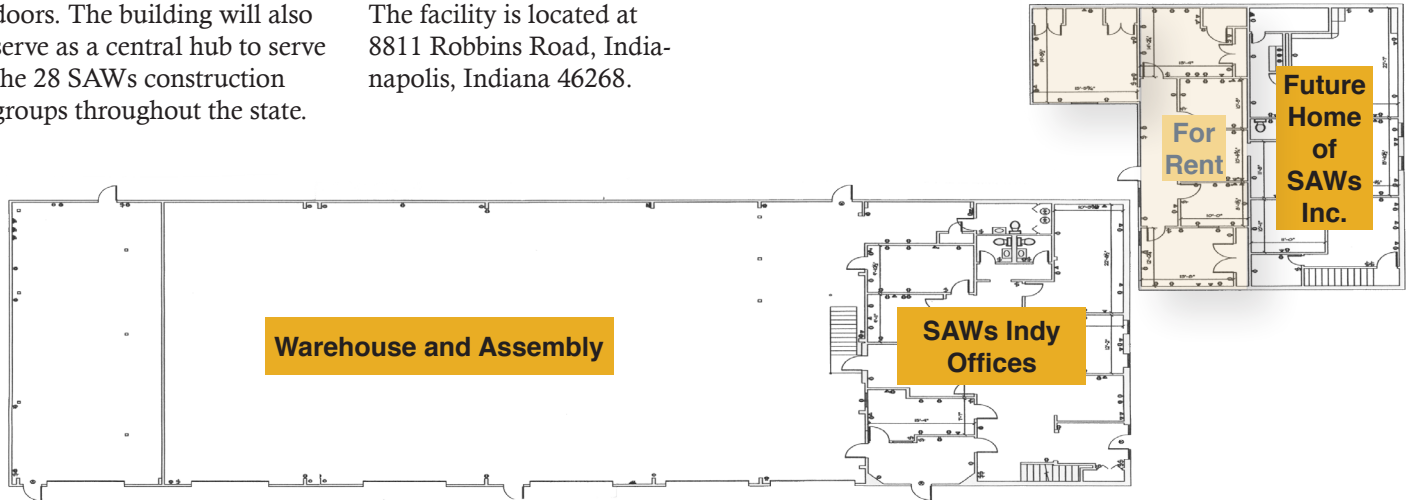 doors. The building will also
serve as a central hub to serve
the 28 SAWs construction
groups throughout the state.
The facility is located at
8811 Robbins Road, India-
napolis, Indiana 46268.
For
Rent
Future
Home
of
SAWs
Inc.
Warehouse and Assembly
SAWs Indy
Offices